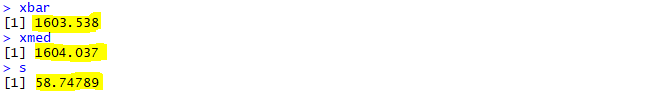 > xbar
[1] 1603.538
> xmed
[1] 1604.037
> s
[1] 58.74789